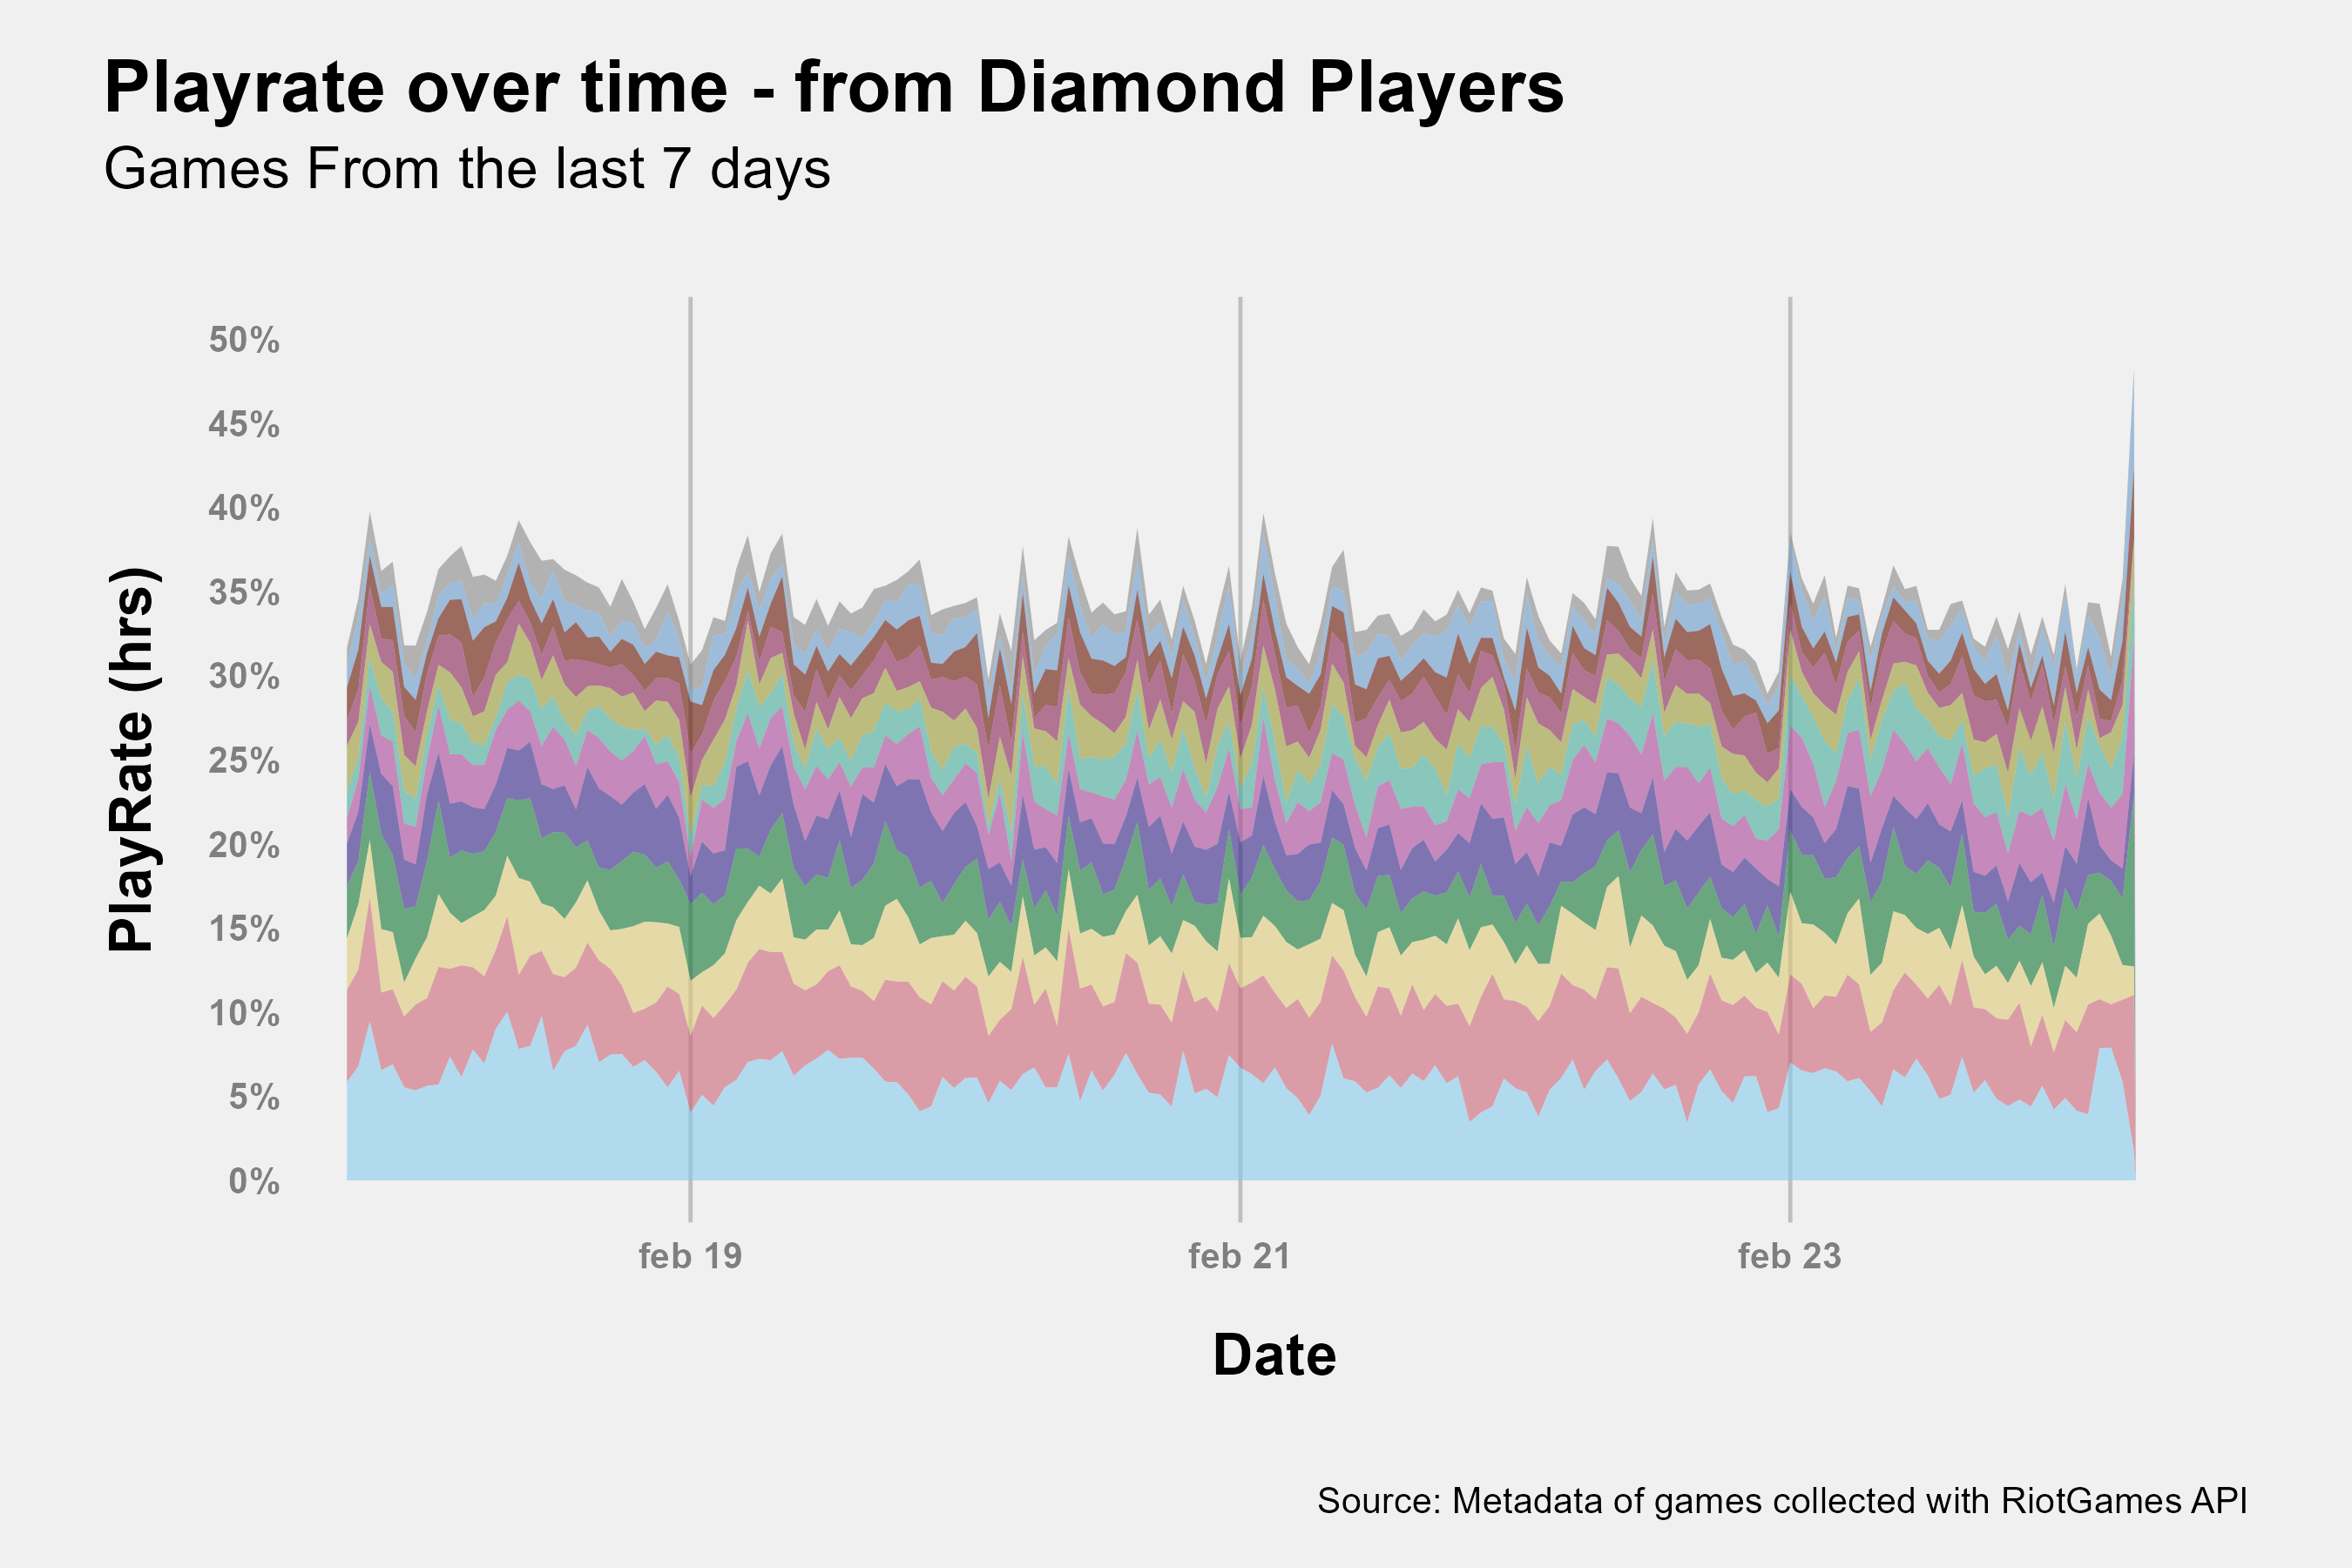 Playrate over time - from Diamond Players
Games From the last 7 days
PlayRate (hrs)
50%
45%
40%
35%
30%
25%
20%
15%
10%
5%
0%
feb 19
feb 21
feb 23
Date
Source: Metadata of games collected with RiotGames API